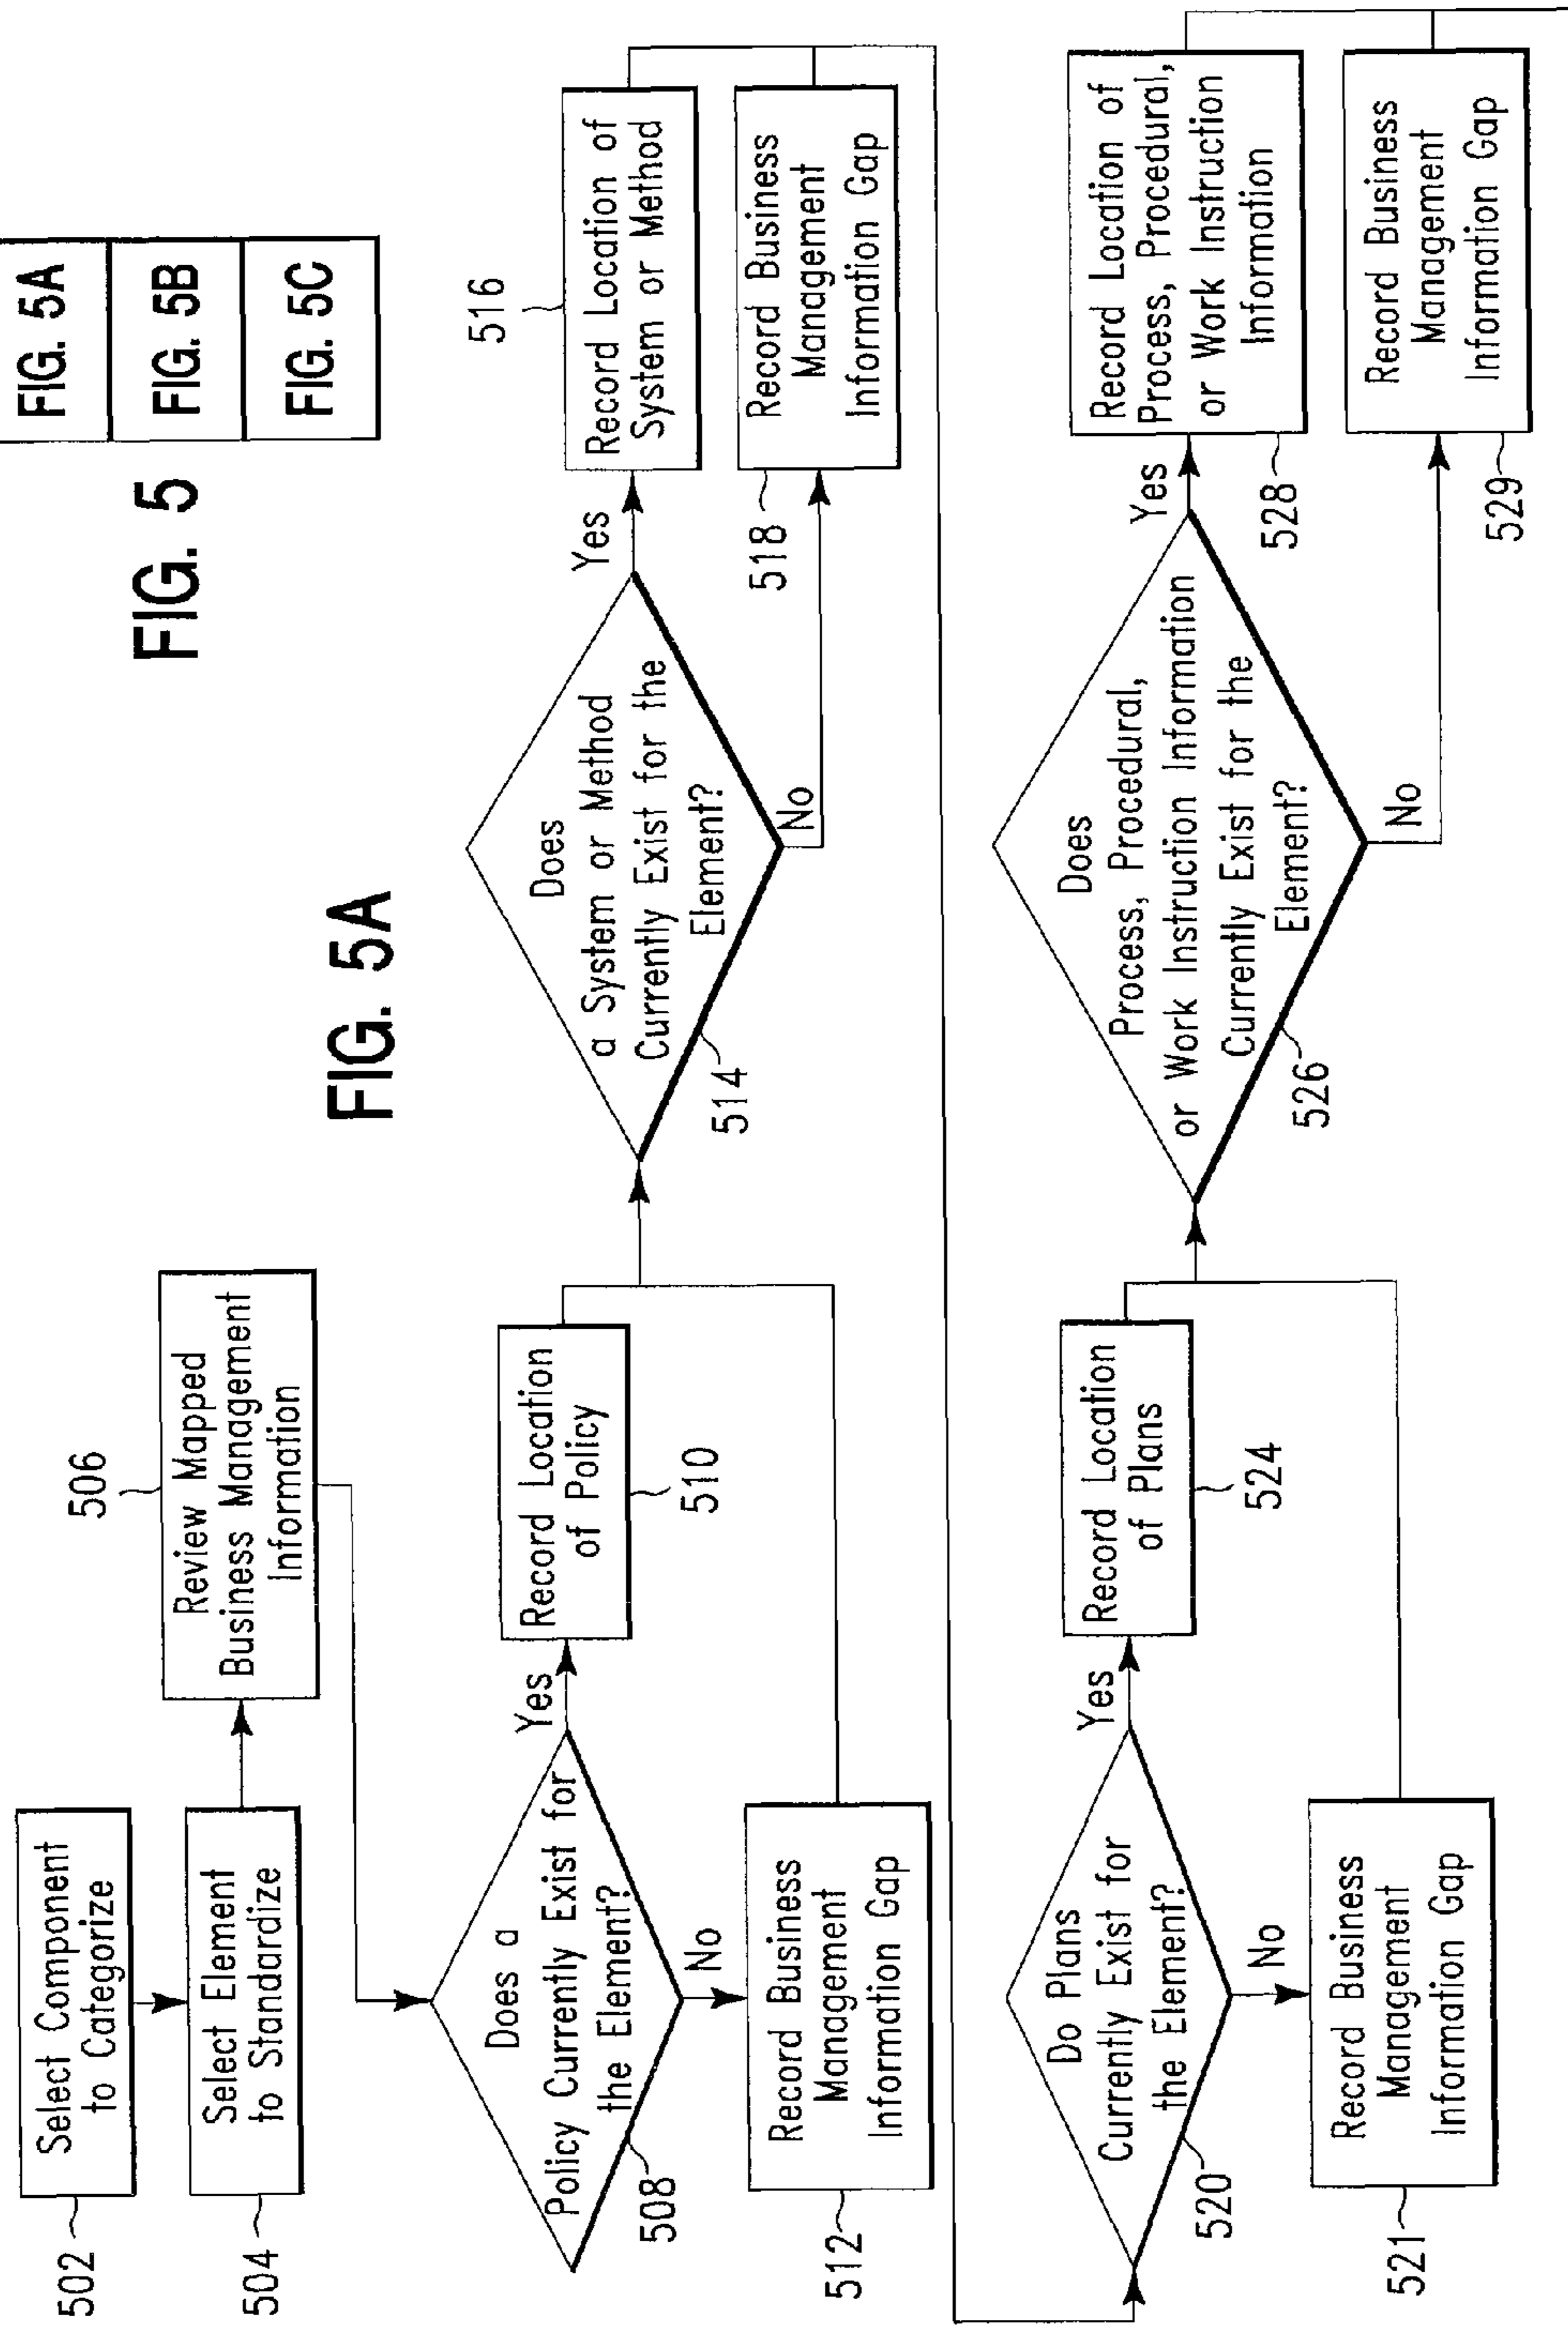 FIG. 5
FIG. 5A
FIG. 5B
FIG. 5C
FIG. 5A
502
Select Component
to Categorize
504
Select Element
to Standardize
506
Review Mapped
Business Management
Information
508
Does a
Policy Currently Exist for
the Element?
Yes
No
Record Location
of Policy
510
512
Record Business
Management
Information Gap
514
Does
a System or Method
Currently Exist for the
Element?
Yes
No
516
Record Location of
System or Method
518
Record Business
Management
Information Gap
520
Do Plans
Currently Exist for
the Element?
Yes
No
Record Location
of Plans
524
521
Record Business
Management
Information Gap
526
Does
Process, Procedural,
or Work Instruction Information
Currently Exist for the
Element?
Yes
No
528
Record Location of
Process, Procedural,
or Work Instruction
Information
529
Record Business
Management
Information Gap